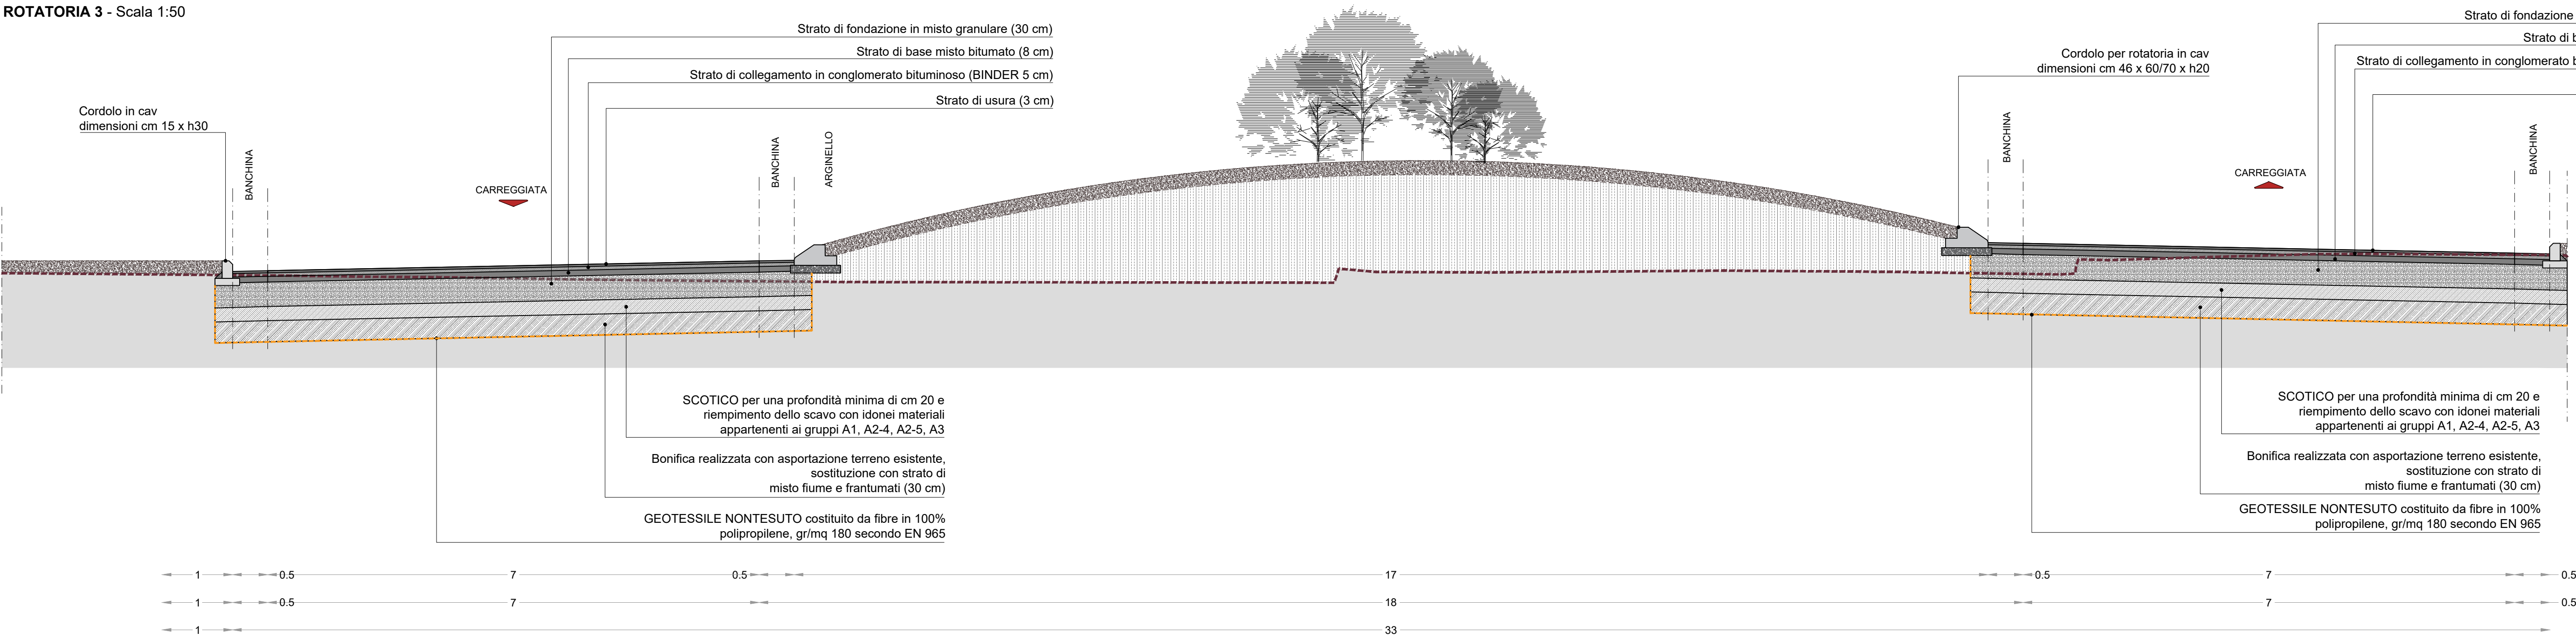 ROTATORIA 3 - Scala 1:50
Strato di fondazione in misto granulare (30 cm)
Strato di base misto bitumato (8 cm)
Strato di collegamento in conglomerato bituminoso (BINDER 5 cm)
Strato di usura (3 cm)
Cordolo in cav
dimensioni cm 15 x h30
BANCHINA
CARREGGIATA
BANCHINA
ARGINELLO
Cordolo per rotatoria in cav
dimensioni cm 46 x 60/70 x h20
Strato di fondazione
Strato di b
Strato di collegamento in conglomerato b
BANCHINA
CARREGGIATA
BANCHINA
SCOTICO per una profondità minima di cm 20 e
riempimento dello scavo con idonei materiali
appartenenti ai gruppi A1, A2-4, A2-5, A3
Bonifica realizzata con asportazione terreno esistente,
sostituzione con strato di
misto fiume e frantumati (30 cm)
GEOTESSILE NONTESUTO costituito da fibre in 100%
polipropilene, gr/mq 180 secondo EN 965
SCOTICO per una profondità minima di cm 20 e
riempimento dello scavo con idonei materiali
appartenenti ai gruppi A1, A2-4, A2-5, A3
Bonifica realizzata con asportazione terreno esistente,
sostituzione con strato di
misto fiume e frantumati (30 cm)
GEOTESSILE NONTESUTO costituito da fibre in 100%
polipropilene, gr/mq 180 secondo EN 965
1 0.5 7 0.5 17 0.5 7 0.5
1 0.5 7 18 7 0.5
1 33